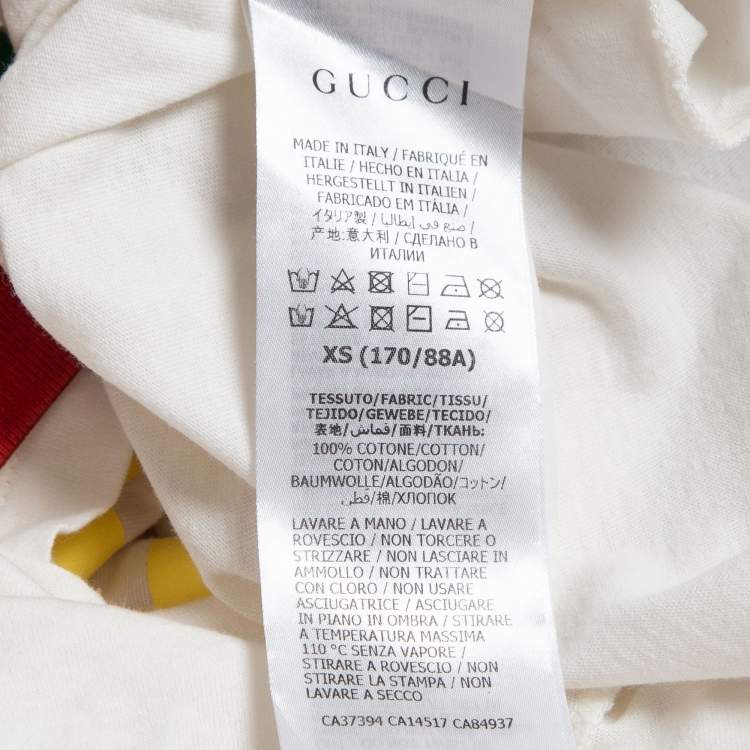 GUCCI
MADE IN ITALY / FABRIQUÉ EN
ITALIE / HECHO EN ITALIA /
HERGESTELLT IN ITALIEN /
FABRICADO EM ITÁLIA /
イタリア製 / صنع في إيطاليا /
产地:意大利 / СДЕЛАНО В
ИТАЛИИ
XS (170/88A)
TESSUTO/FABRIC/TISSU/
TEJIDO/GEWEBE/TECIDO/
表地/قماش/面料/ТКАНЬ:
100% COTONE/COTTON/
COTON/ALGODON/
BAUMWOLLE/ALGODÃO/コットン/
قطن/棉/ХЛОПОК
LAVARE A MANO / LAVARE A
ROVESCIO / NON TORCERE O
STRIZZARE / NON LASCIARE IN
AMMOLLO / NON TRATTARE
CON CLORO / NON USARE
ASCIUGATRICE / ASCIUGARE
IN PIANO IN OMBRA / STIRARE
A TEMPERATURA MASSIMA
110 °C SENZA VAPORE /
STIRARE A ROVESCIO / NON
STIRARE LA STAMPA / NON
LAVARE A SECCO
CA37394 CA14517 CA84937